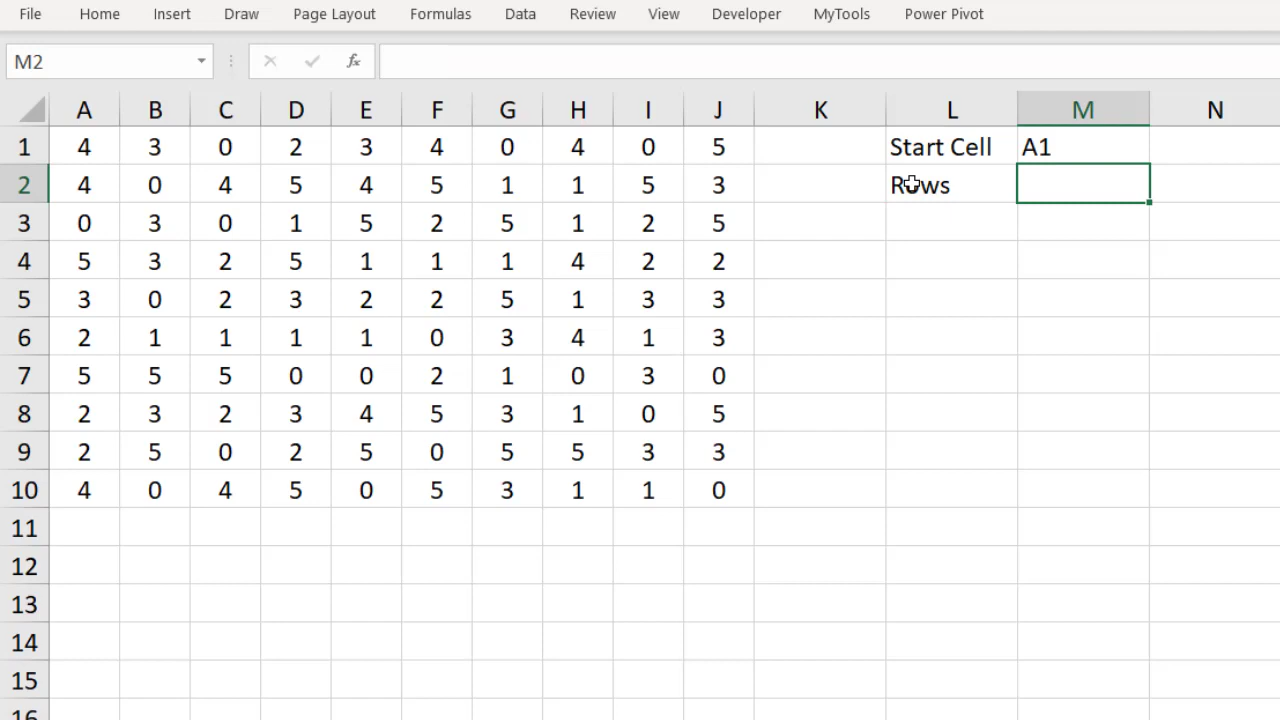 File Home Insert Draw Page Layout Formulas Data Review View Developer MyTools Power Pivot
M2 fx
A B C D E F G H I J K L M N
1 4 3 0 2 3 4 0 4 0 5 Start Cell A1
2 4 0 4 5 4 5 1 1 5 3 Rows
3 0 3 0 1 5 2 5 1 2 5
4 5 3 2 5 1 1 1 4 2 2
5 3 0 2 3 2 2 5 1 3 3
6 2 1 1 1 1 0 3 4 1 3
7 5 5 5 0 0 2 1 0 3 0
8 2 3 2 3 4 5 3 1 0 5
9 2 5 0 2 5 0 5 5 3 3
10 4 0 4 5 0 5 3 1 1 0
11
12
13
14
15
16